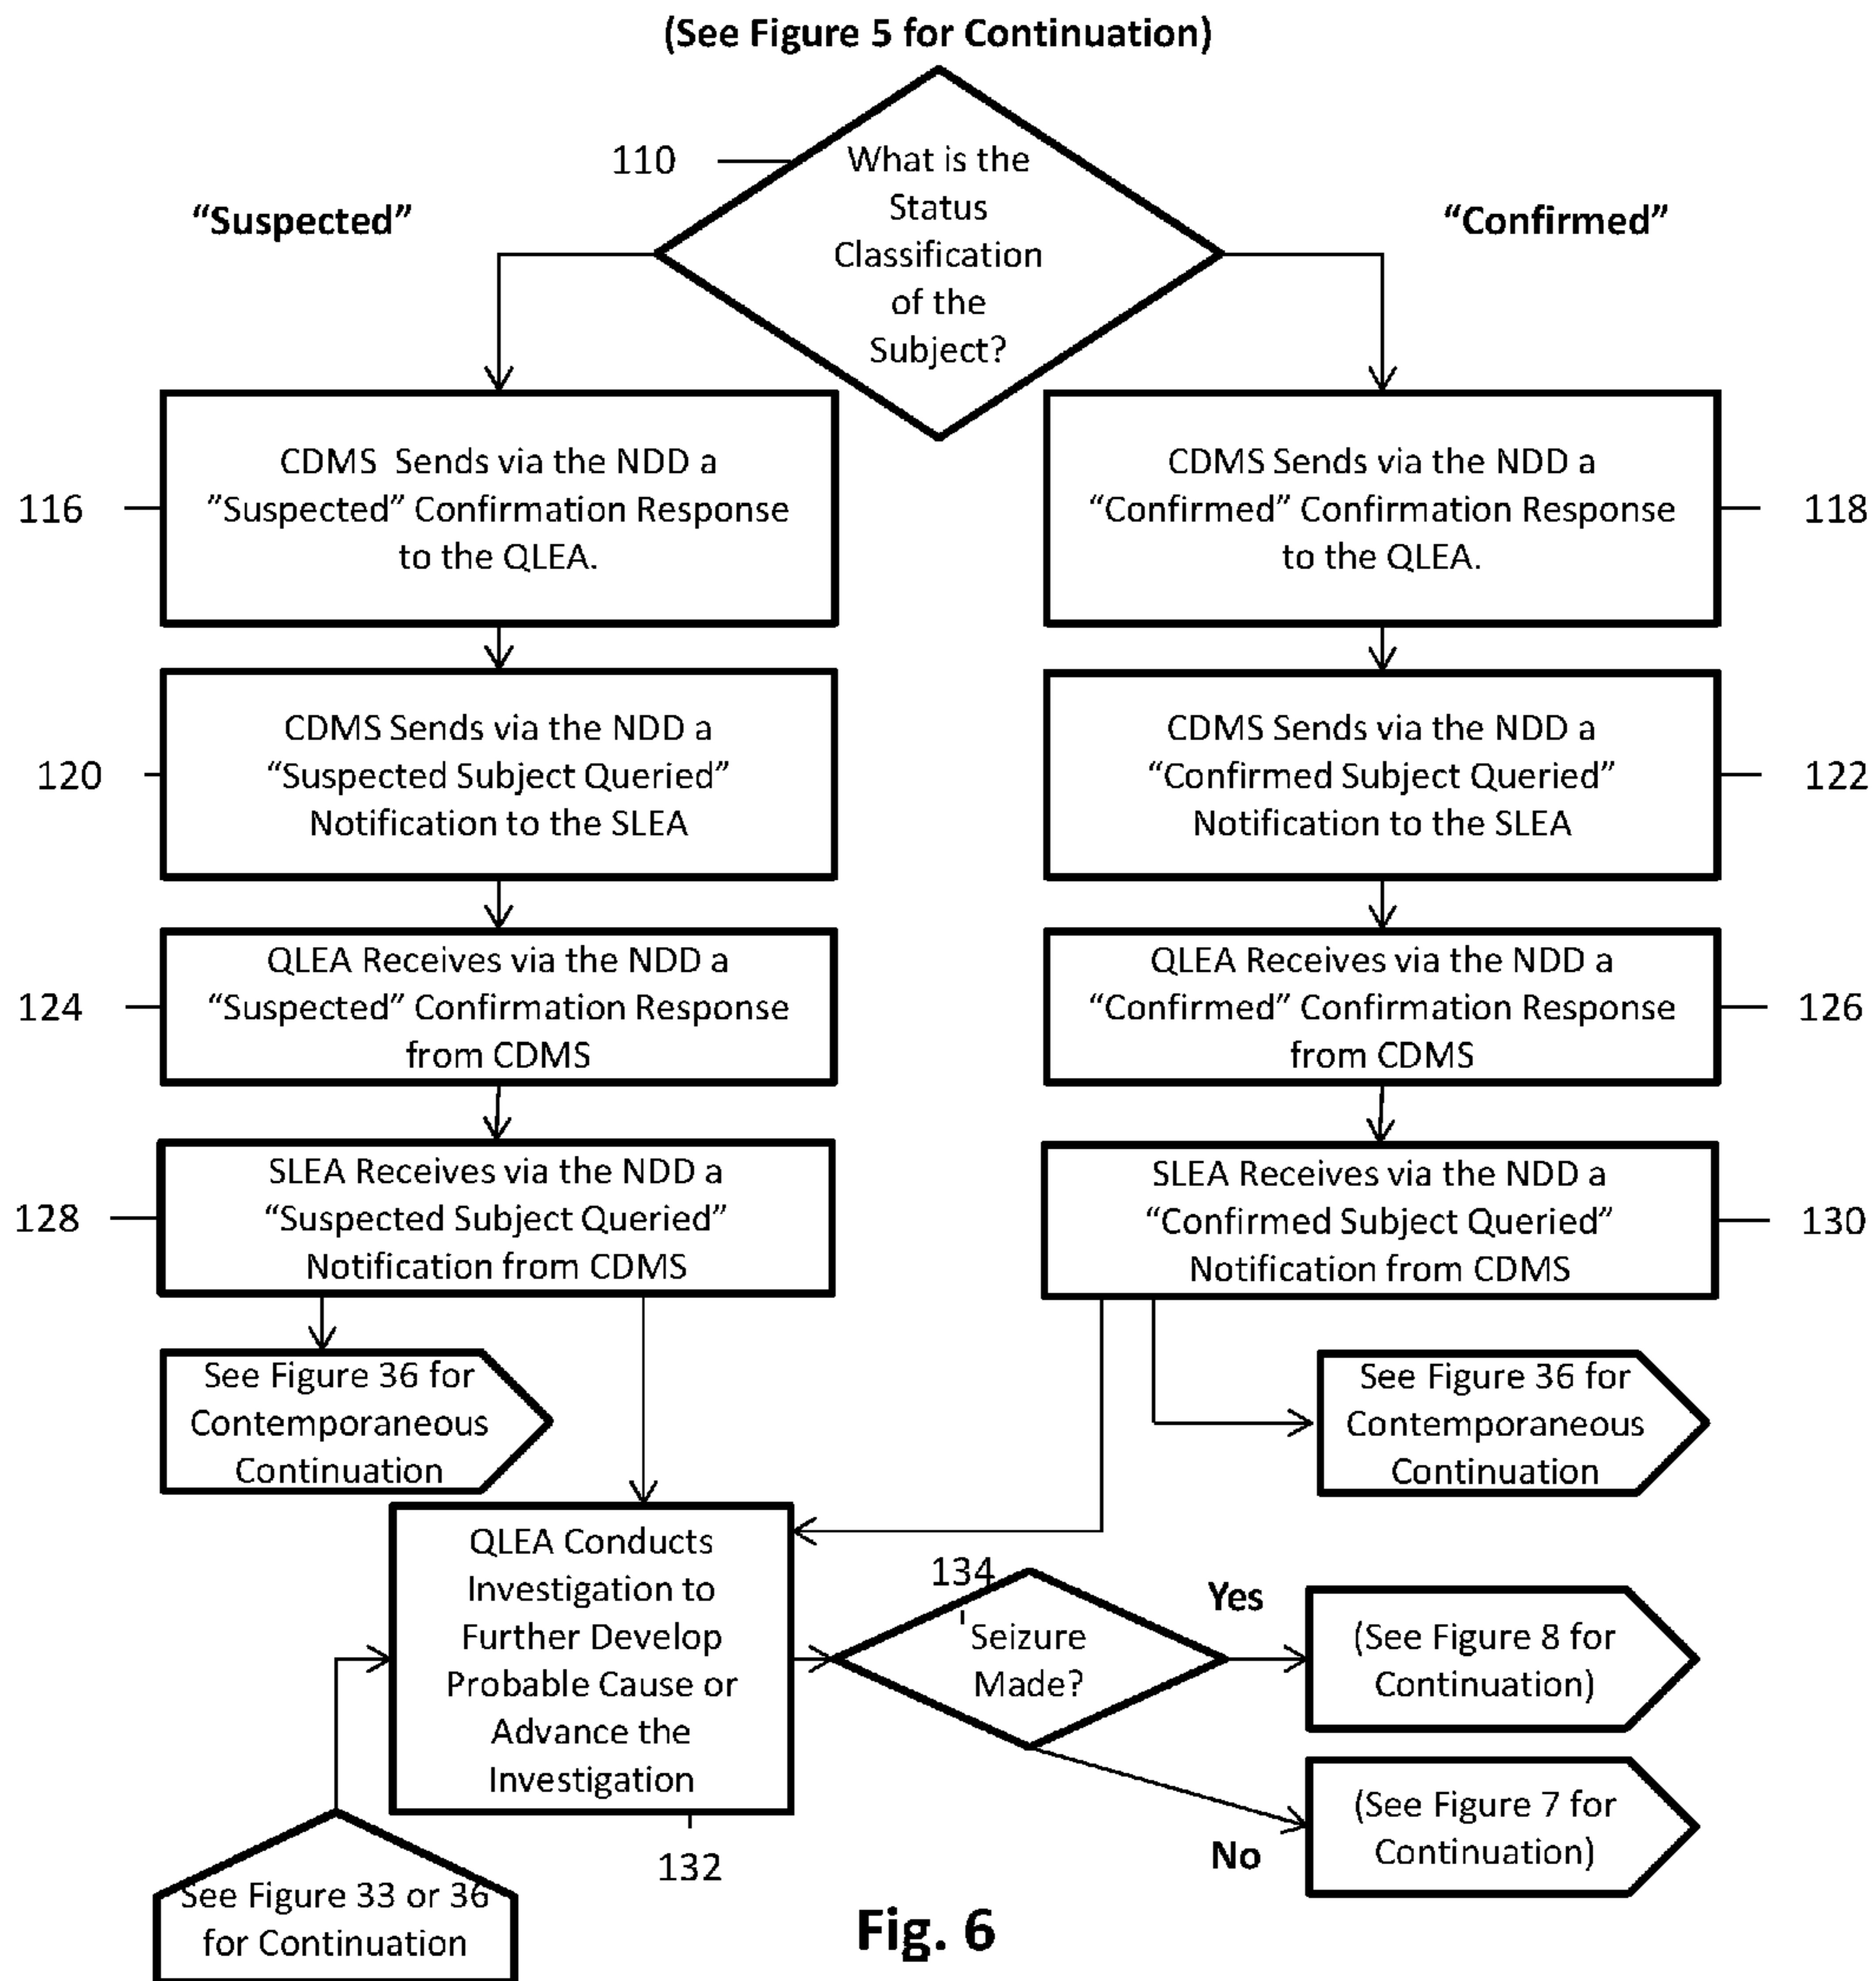 (See Figure 5 for Continuation)
110
What is the
Status
Classification
of the
Subject?
“Suspected”
“Confirmed”
116
CDMS Sends via the NDD a
”Suspected” Confirmation Response
to the QLEA.
CDMS Sends via the NDD a
“Confirmed” Confirmation Response
to the QLEA.
118
120
CDMS Sends via the NDD a
“Suspected Subject Queried”
Notification to the SLEA
CDMS Sends via the NDD a
“Confirmed Subject Queried”
Notification to the SLEA
122
124
QLEA Receives via the NDD a
“Suspected” Confirmation Response
from CDMS
QLEA Receives via the NDD a
“Confirmed” Confirmation Response
from CDMS
126
128
SLEA Receives via the NDD a
“Suspected Subject Queried”
Notification from CDMS
SLEA Receives via the NDD a
“Confirmed Subject Queried”
Notification from CDMS
130
See Figure 36 for
Contemporaneous
Continuation
See Figure 36 for
Contemporaneous
Continuation
QLEA Conducts
Investigation to
Further Develop
Probable Cause or
Advance the
Investigation
132
134
Seizure
Made?
Yes
(See Figure 8 for
Continuation)
No
(See Figure 7 for
Continuation)
See Figure 33 or 36
for Continuation
Fig. 6